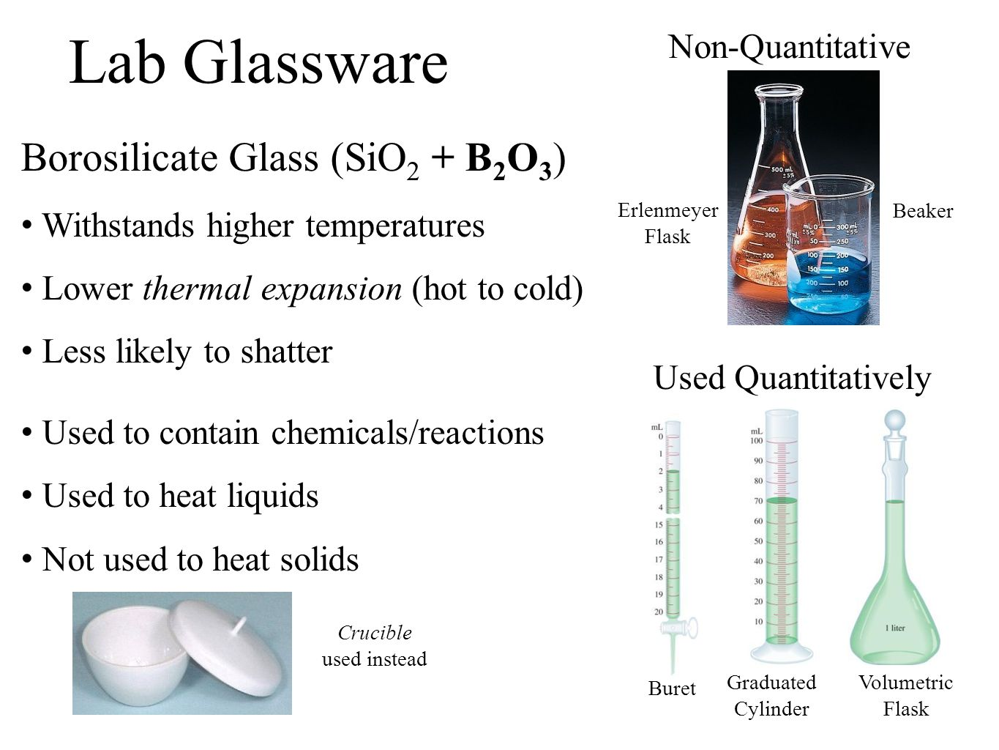 Lab Glassware
Borosilicate Glass (SiO₂ + B₂O₃)
• Withstands higher temperatures
• Lower thermal expansion (hot to cold)
• Less likely to shatter
• Used to contain chemicals/reactions
• Used to heat liquids
• Not used to heat solids
Crucible
used instead
Non-Quantitative
Erlenmeyer
Flask
500 mL
±5%
400
300
200
mL 0 300 mL
±5% ±5%
50 250
100 200
150 150
200 100
Beaker
Used Quantitatively
mL
0
1
2
3
4
15
16
17
18
19
20
Buret
mL
100
90
80
70
60
50
40
30
20
10
Graduated
Cylinder
1 liter
Volumetric
Flask